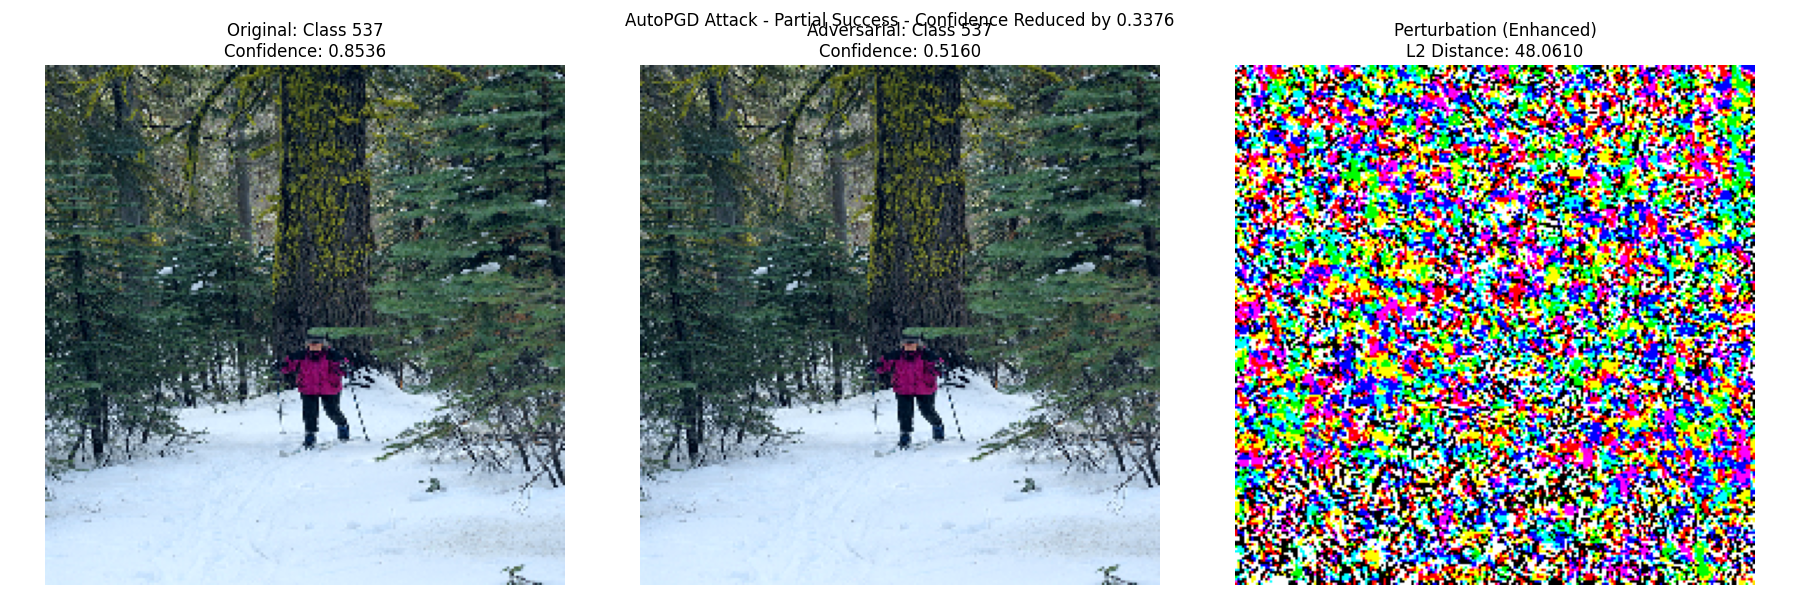 AutoPGD Attack - Partial Success - Confidence Reduced by 0.3376
Original: Class 537
Confidence: 0.8536
Adversarial: Class 537
Confidence: 0.5160
Perturbation (Enhanced)
L2 Distance: 48.0610